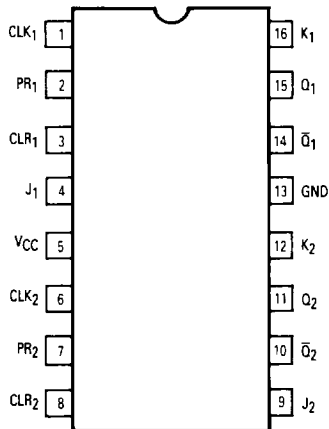 CLK1 1 16 K1
PR1 2 15 Q1
CLR1 3 14 Q̅1
J1 4 13 GND
VCC 5 12 K2
CLK2 6 11 Q2
PR2 7 10 Q̅2
CLR2 8 9 J2